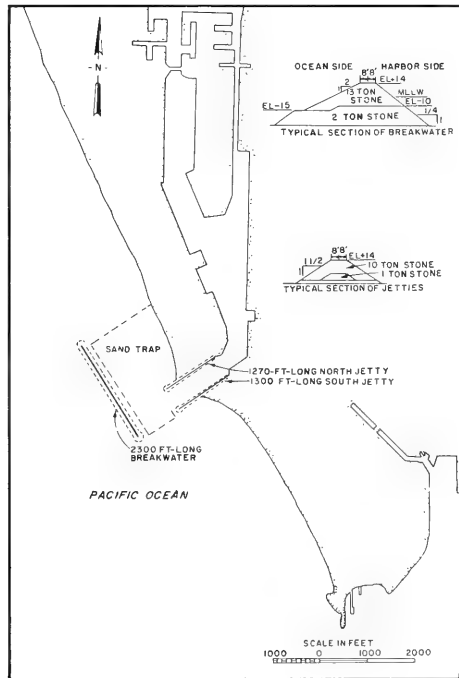 N
OCEAN SIDE HARBOR SIDE
8' 8' EL+14
2
1
13 TON
STONE
MLLW
EL-10
EL-15
2 TON STONE
1 1/4
1
TYPICAL SECTION OF BREAKWATER
8' 8' EL+14
1 1/2
1
10 TON STONE
1 TON STONE
TYPICAL SECTION OF JETTIES
SAND TRAP
1270-FT-LONG NORTH JETTY
1300 FT-LONG SOUTH JETTY
2300 FT-LONG
BREAKWATER
PACIFIC OCEAN
SCALE IN FEET
1000 0 1000 2000